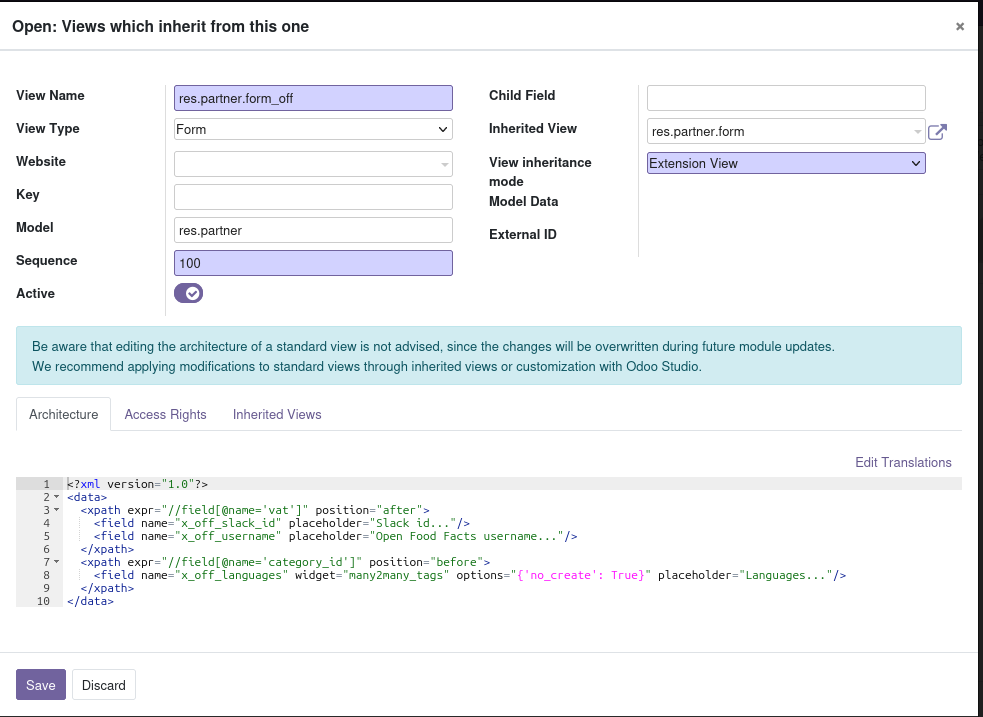 Open: Views which inherit from this one
×
View Name
res.partner.form_off
View Type
Form
Website
Key
Model
res.partner
Sequence
100
Active
Child Field
Inherited View
res.partner.form
View inheritance
mode
Extension View
Model Data
External ID
Be aware that editing the architecture of a standard view is not advised, since the changes will be overwritten during future module updates.
We recommend applying modifications to standard views through inherited views or customization with Odoo Studio.
Architecture Access Rights Inherited Views
Edit Translations
1 <?xml version="1.0"?>
2 <data>
3 <xpath expr="//field[@name='vat']" position="after">
4 <field name="x_off_slack_id" placeholder="Slack id..."/>
5 <field name="x_off_username" placeholder="Open Food Facts username..."/>
6 </xpath>
7 <xpath expr="//field[@name='category_id']" position="before">
8 <field name="x_off_languages" widget="many2many_tags" options="{'no_create': True}" placeholder="Languages..."/>
9 </xpath>
10 </data>
Save Discard